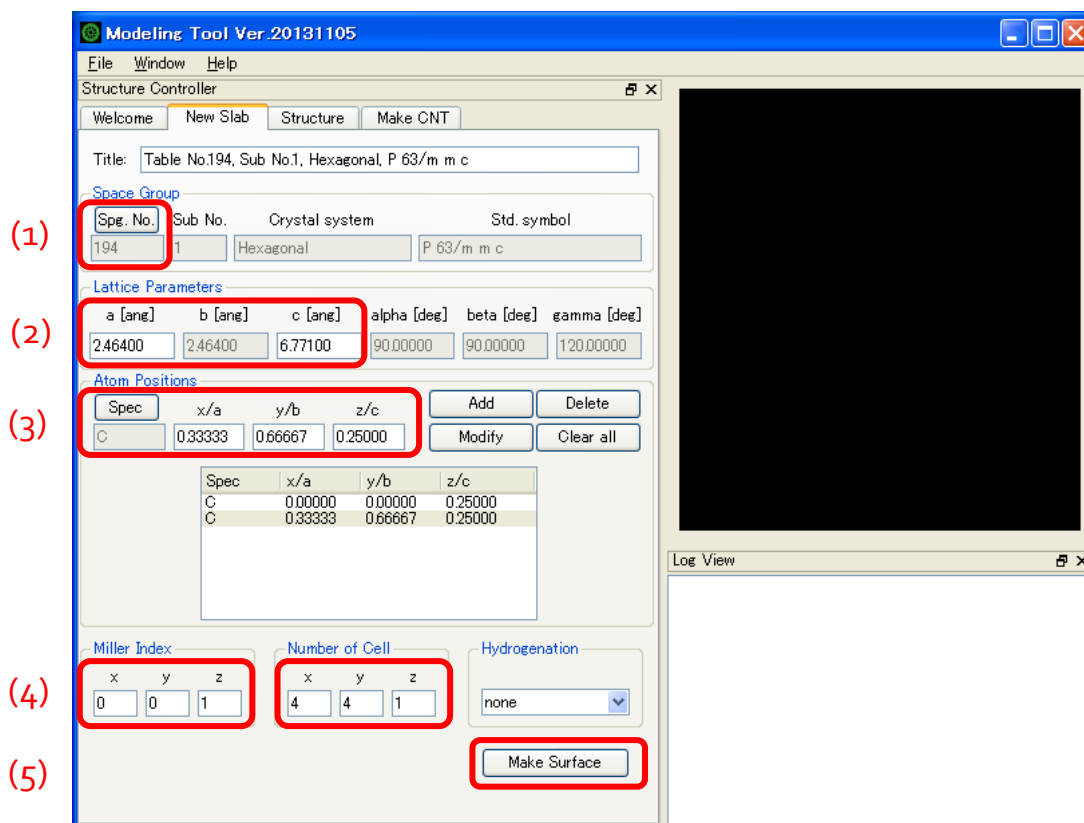 Modeling Tool Ver.20131105
File Window Help
Structure Controller
Welcome New Slab Structure Make CNT
Title: Table No.194, Sub No.1, Hexagonal, P 63/m m c
Space Group
(1)
Spg. No. Sub No. Crystal system Std. symbol
194 1 Hexagonal P 63/m m c
Lattice Parameters
(2)
a [ang] b [ang] c [ang] alpha [deg] beta [deg] gamma [deg]
2.46400 2.46400 6.77100 90.00000 90.00000 120.00000
Atom Positions
(3)
Spec x/a y/b z/c Add Delete
C 0.33333 0.66667 0.25000 Modify Clear all
Spec x/a y/b z/c
C 0.00000 0.00000 0.25000
C 0.33333 0.66667 0.25000
Log View
Miller Index Number of Cell Hydrogenation
(4)
x y z x y z
0 0 1 4 4 1 none
(5)
Make Surface